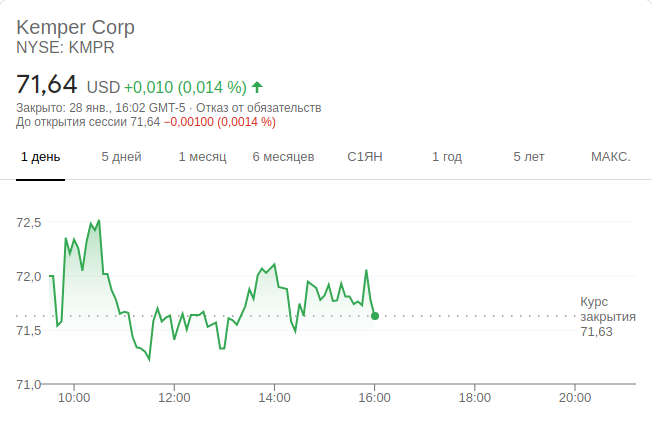 Kemper Corp
NYSE: KMPR
71,64 USD +0,010 (0,014 %)
Закрыто: 28 янв., 16:02 GMT-5 · Отказ от обязательств
До открытия сессии 71,64 −0,00100 (0,0014 %)
1 день 5 дней 1 месяц 6 месяцев С1ЯН 1 год 5 лет МАКС.
72,5
72,0
Курс
закрытия
71,63
71,5
71,0
10:00 12:00 14:00 16:00 18:00 20:00